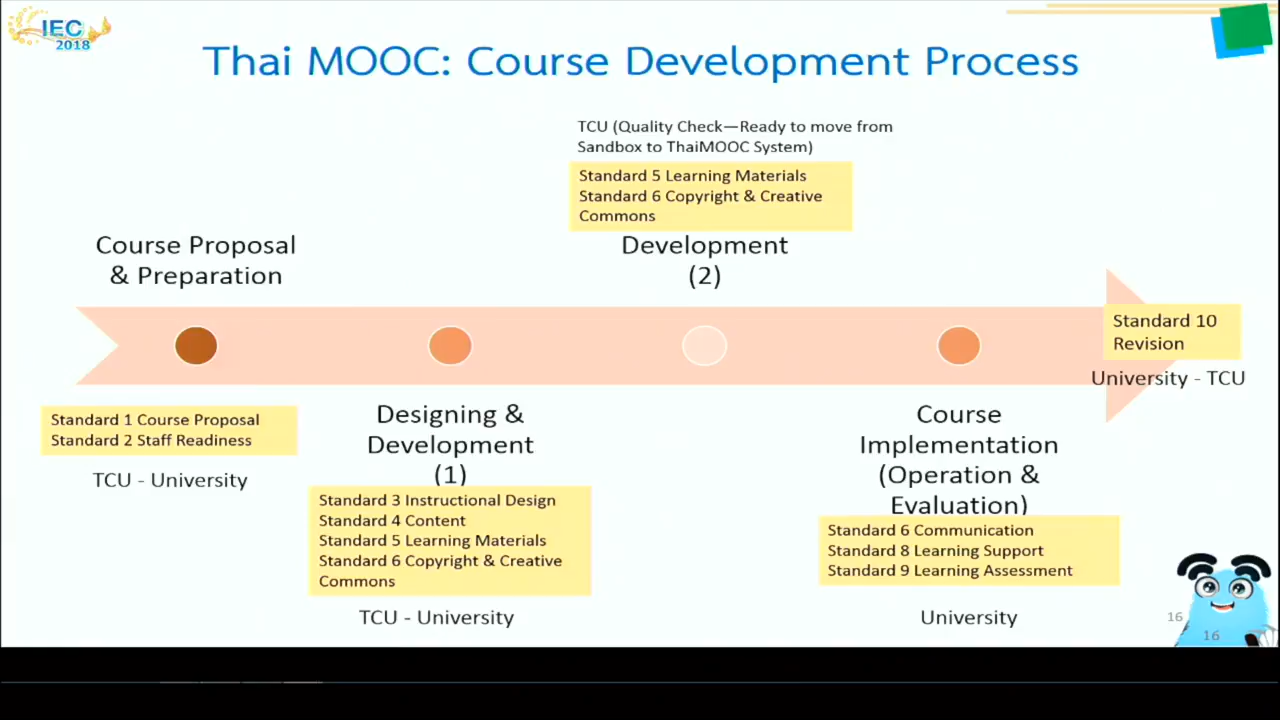 IEC
2018
Thai MOOC: Course Development Process
TCU (Quality Check—Ready to move from
Sandbox to ThaiMOOC System)
Standard 5 Learning Materials
Standard 6 Copyright & Creative
Commons
Course Proposal
& Preparation
Development
(2)
Standard 10
Revision
University - TCU
Standard 1 Course Proposal
Standard 2 Staff Readiness
TCU - University
Designing &
Development
(1)
Standard 3 Instructional Design
Standard 4 Content
Standard 5 Learning Materials
Standard 6 Copyright & Creative
Commons
TCU - University
Course
Implementation
(Operation &
Evaluation)
Standard 6 Communication
Standard 8 Learning Support
Standard 9 Learning Assessment
University
16
16